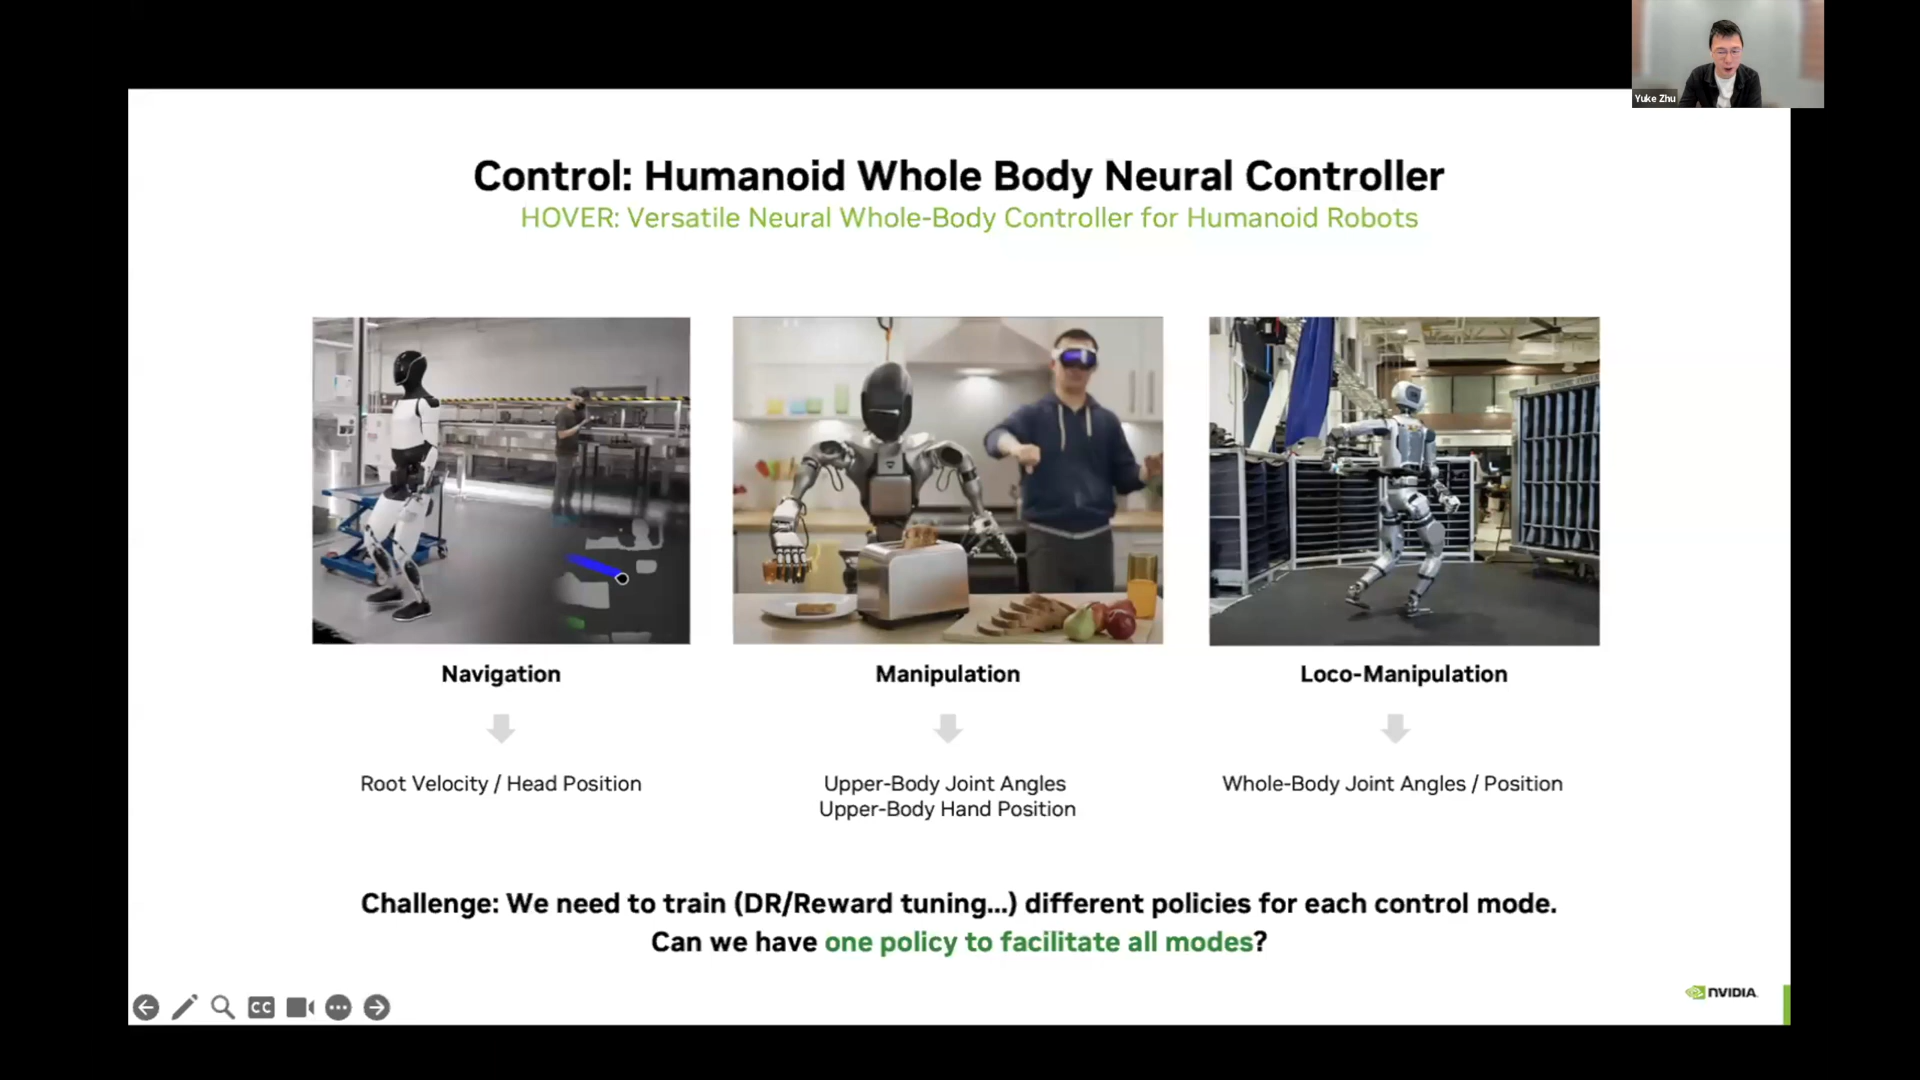 Yuke Zhu
Control: Humanoid Whole Body Neural Controller
HOVER: Versatile Neural Whole-Body Controller for Humanoid Robots
Navigation
Manipulation
Loco-Manipulation
Root Velocity / Head Position
Upper-Body Joint Angles
Upper-Body Hand Position
Whole-Body Joint Angles / Position
Challenge: We need to train (DR/Reward tuning...) different policies for each control mode.
Can we have one policy to facilitate all modes?
CC
NVIDIA